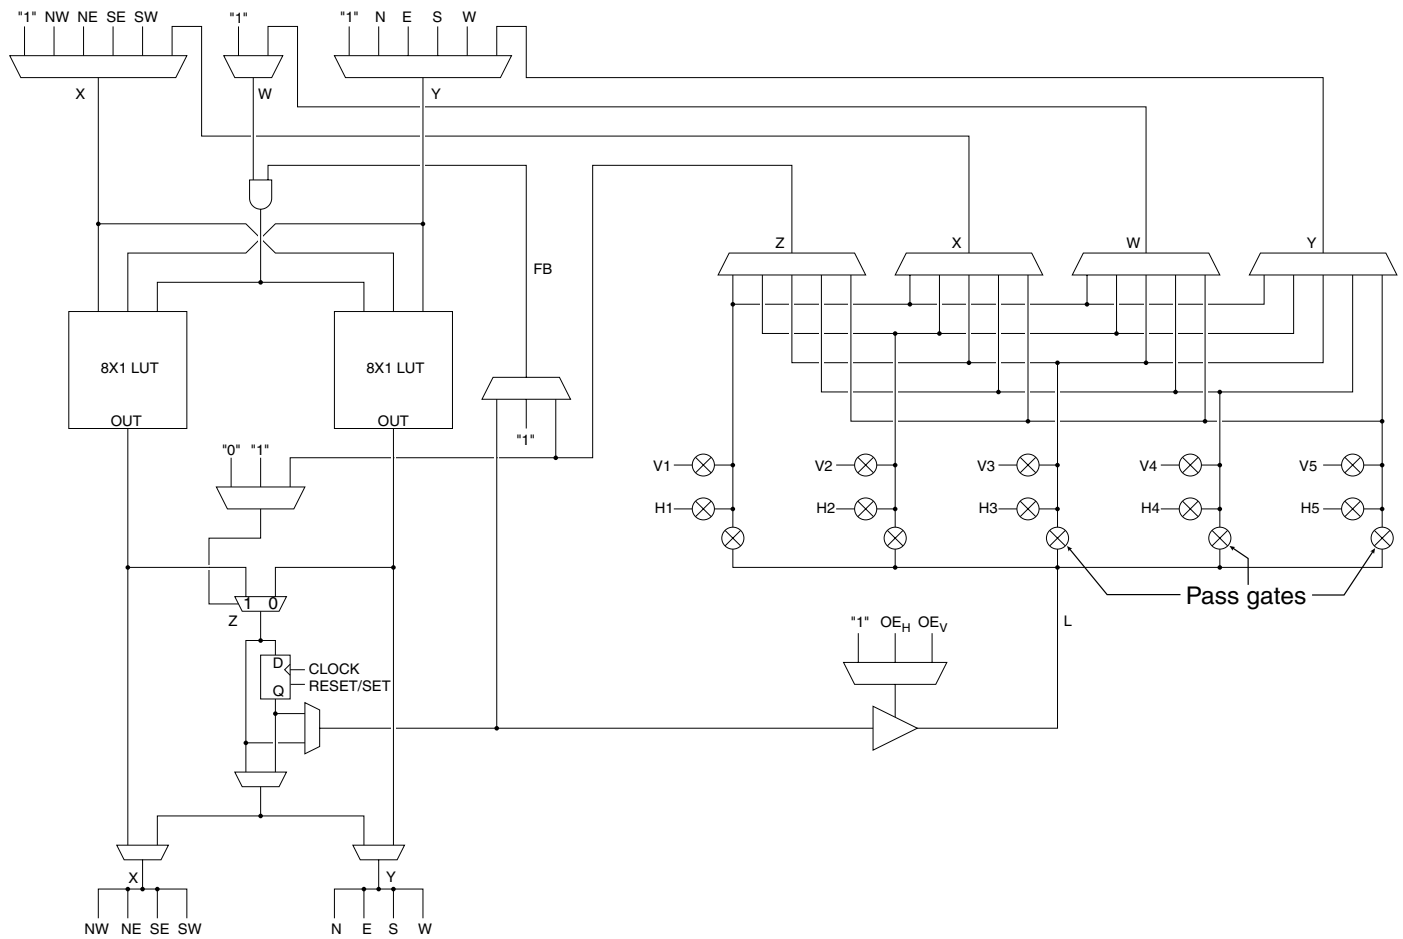 "1" NW NE SE SW "1" "1" N E S W
X W Y
Z X W Y
FB
8X1 LUT 8X1 LUT
OUT OUT
"1"
"0" "1"
V1 V2 V3 V4 V5
H1 H2 H3 H4 H5
Pass gates
1 0
Z
"1" OEH OEV
L
D
CLOCK
Q
RESET/SET
X Y
NW NE SE SW N E S W